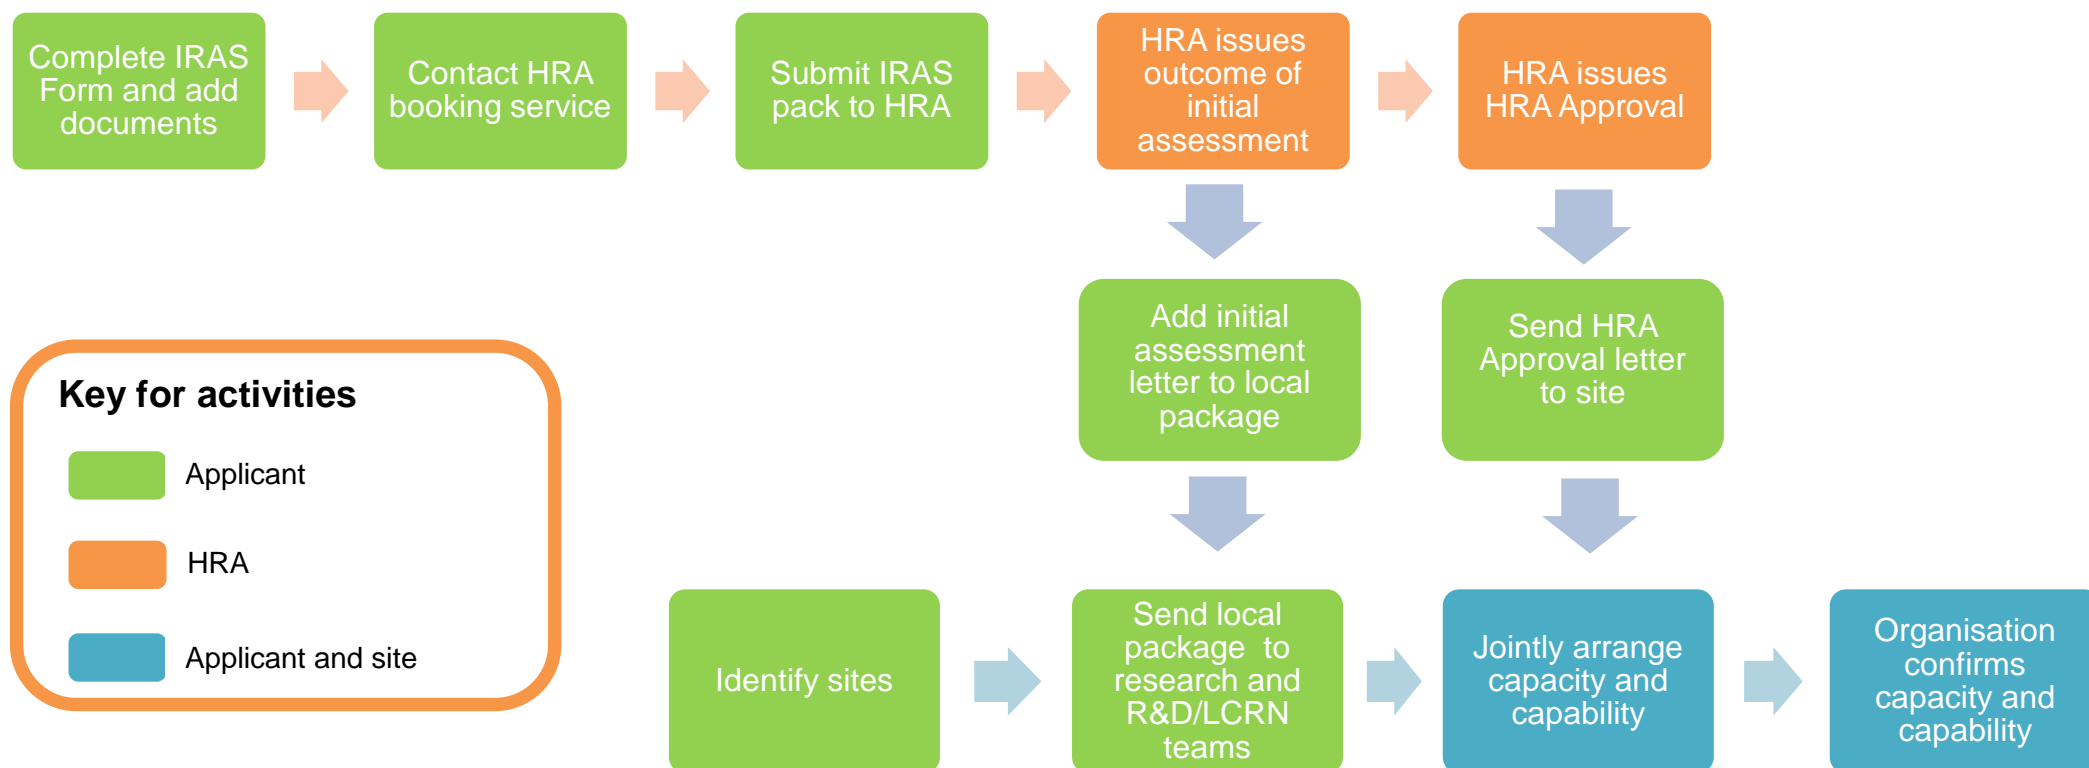 Complete IRAS
Form and add
documents
Contact HRA
booking service
Submit IRAS
pack to HRA
HRA issues
outcome of
initial
assessment
HRA issues
HRA Approval
Add initial
assessment
letter to local
package
Send HRA
Approval letter
to site
Key for activities
Applicant
HRA
Applicant and site
Identify sites
Send local
package to
research and
R&D/LCRN
teams
Jointly arrange
capacity and
capability
Organisation
confirms
capacity and
capability